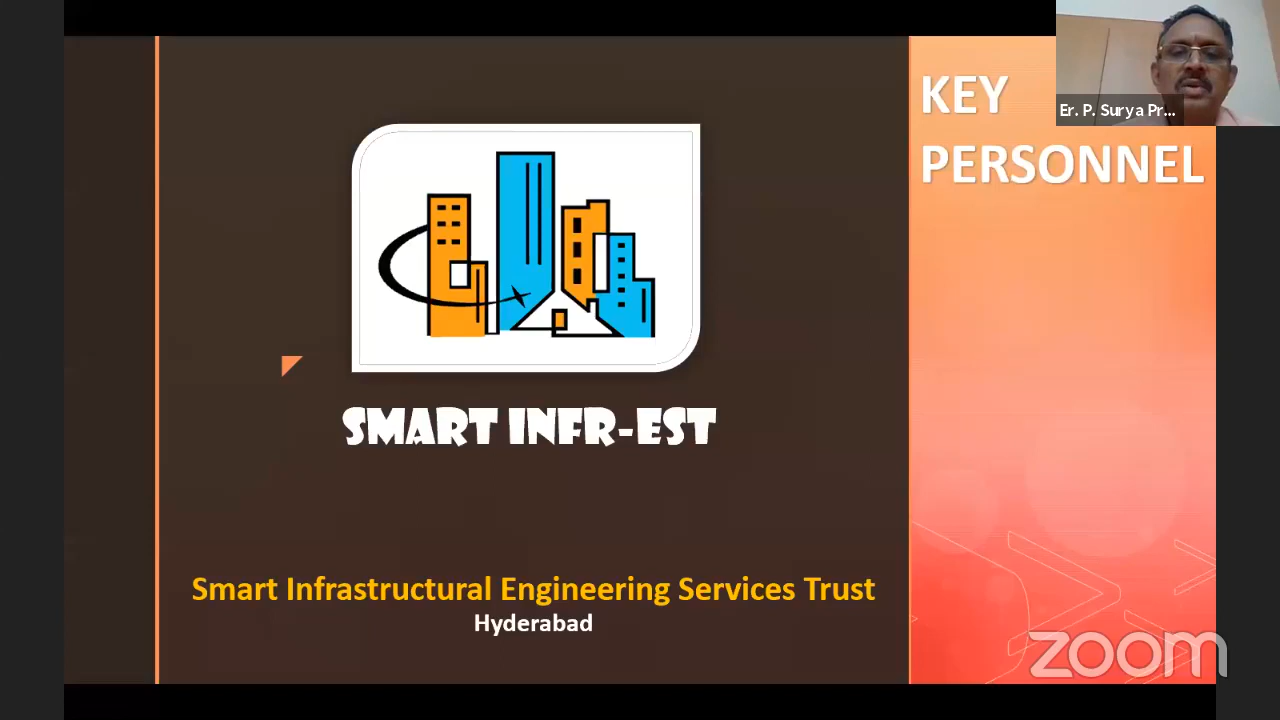 KEY
PERSONNEL
Er. P. Surya Pr...
SMART INFR-EST
Smart Infrastructural Engineering Services Trust
Hyderabad
zoom